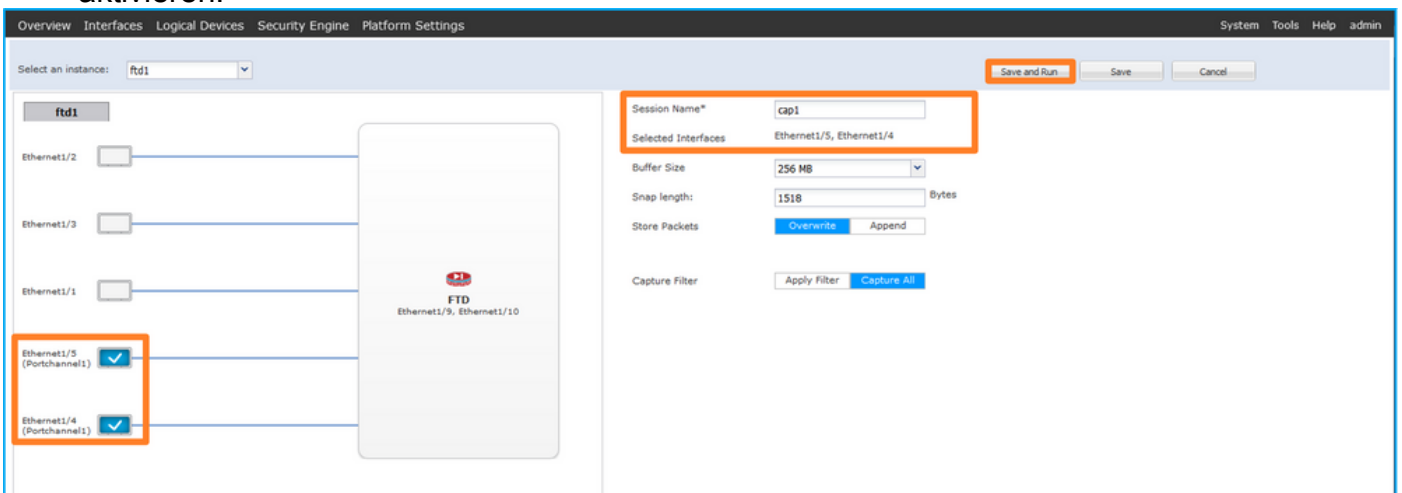 aktivieren.
Overview Interfaces Logical Devices Security Engine Platform Settings System Tools Help admin
Select an instance: ftd1 Save and Run Save Cancel
ftd1
Ethernet1/2
Ethernet1/3
Ethernet1/1
Ethernet1/5
(Portchannel1)
Ethernet1/4
(Portchannel1)
FTD
Ethernet1/9, Ethernet1/10
Session Name* cap1
Selected Interfaces Ethernet1/5, Ethernet1/4
Buffer Size 256 MB
Snap length: 1518 Bytes
Store Packets Overwrite Append
Capture Filter Apply Filter Capture All